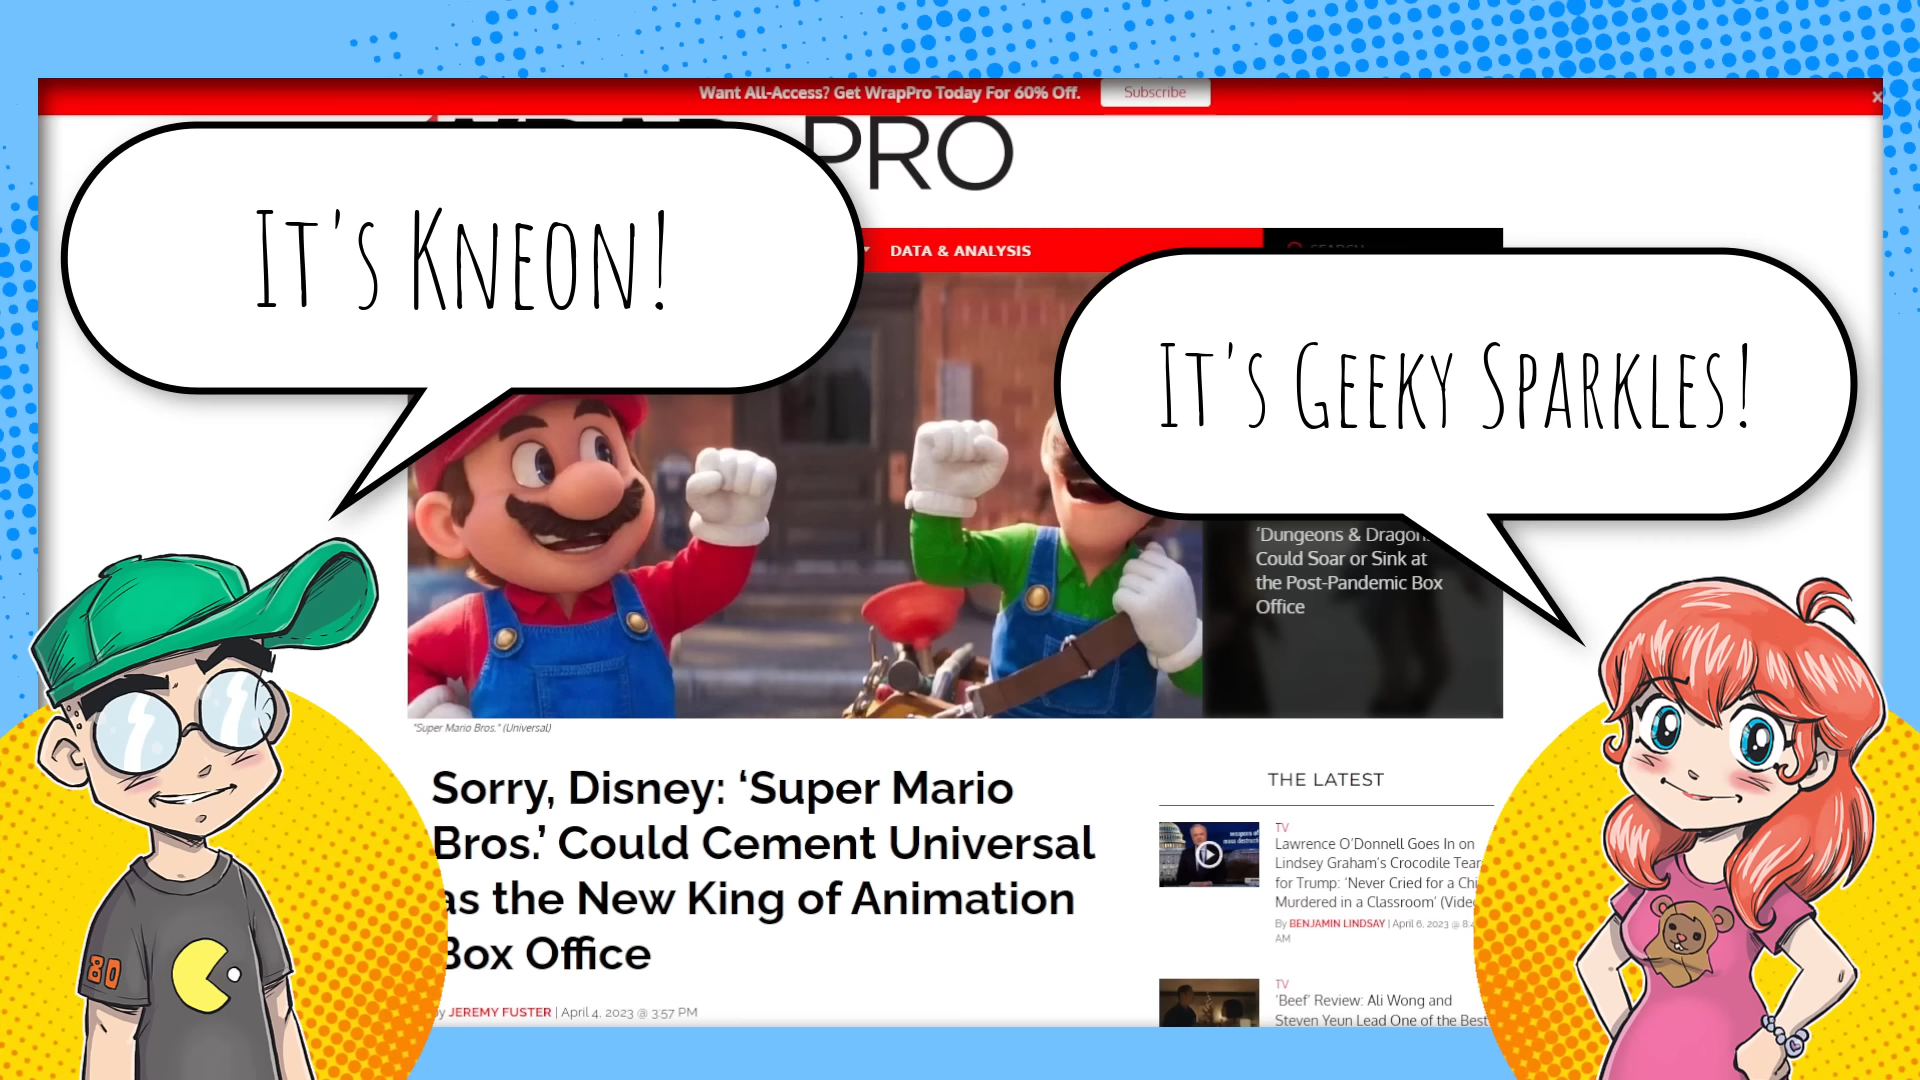 Want All-Access? Get WrapPro Today For 60% Off.
Subscribe
PRO
It's Kneon!
DATA & ANALYSIS
It's Geeky Sparkles!
'Dungeons & Dragon
Could Soar or Sink at
the Post-Pandemic Box
Office
"Super Mario Bros." (Universal)
Sorry, Disney: ‘Super Mario
Bros.’ Could Cement Universal
as the New King of Animation
Box Office
by JEREMY FUSTER | April 4, 2023 @ 3:57 PM
THE LATEST
TV
Lawrence O’Donnell Goes In on
Lindsey Graham’s Crocodile Tear
for Trump: ‘Never Cried for a Chi
Murdered in a Classroom’ (Vide
By BENJAMIN LINDSAY | April 6, 2023 @ 8:4
AM
TV
‘Beef’ Review: Ali Wong and
Steven Yeun Lead One of the Best
80